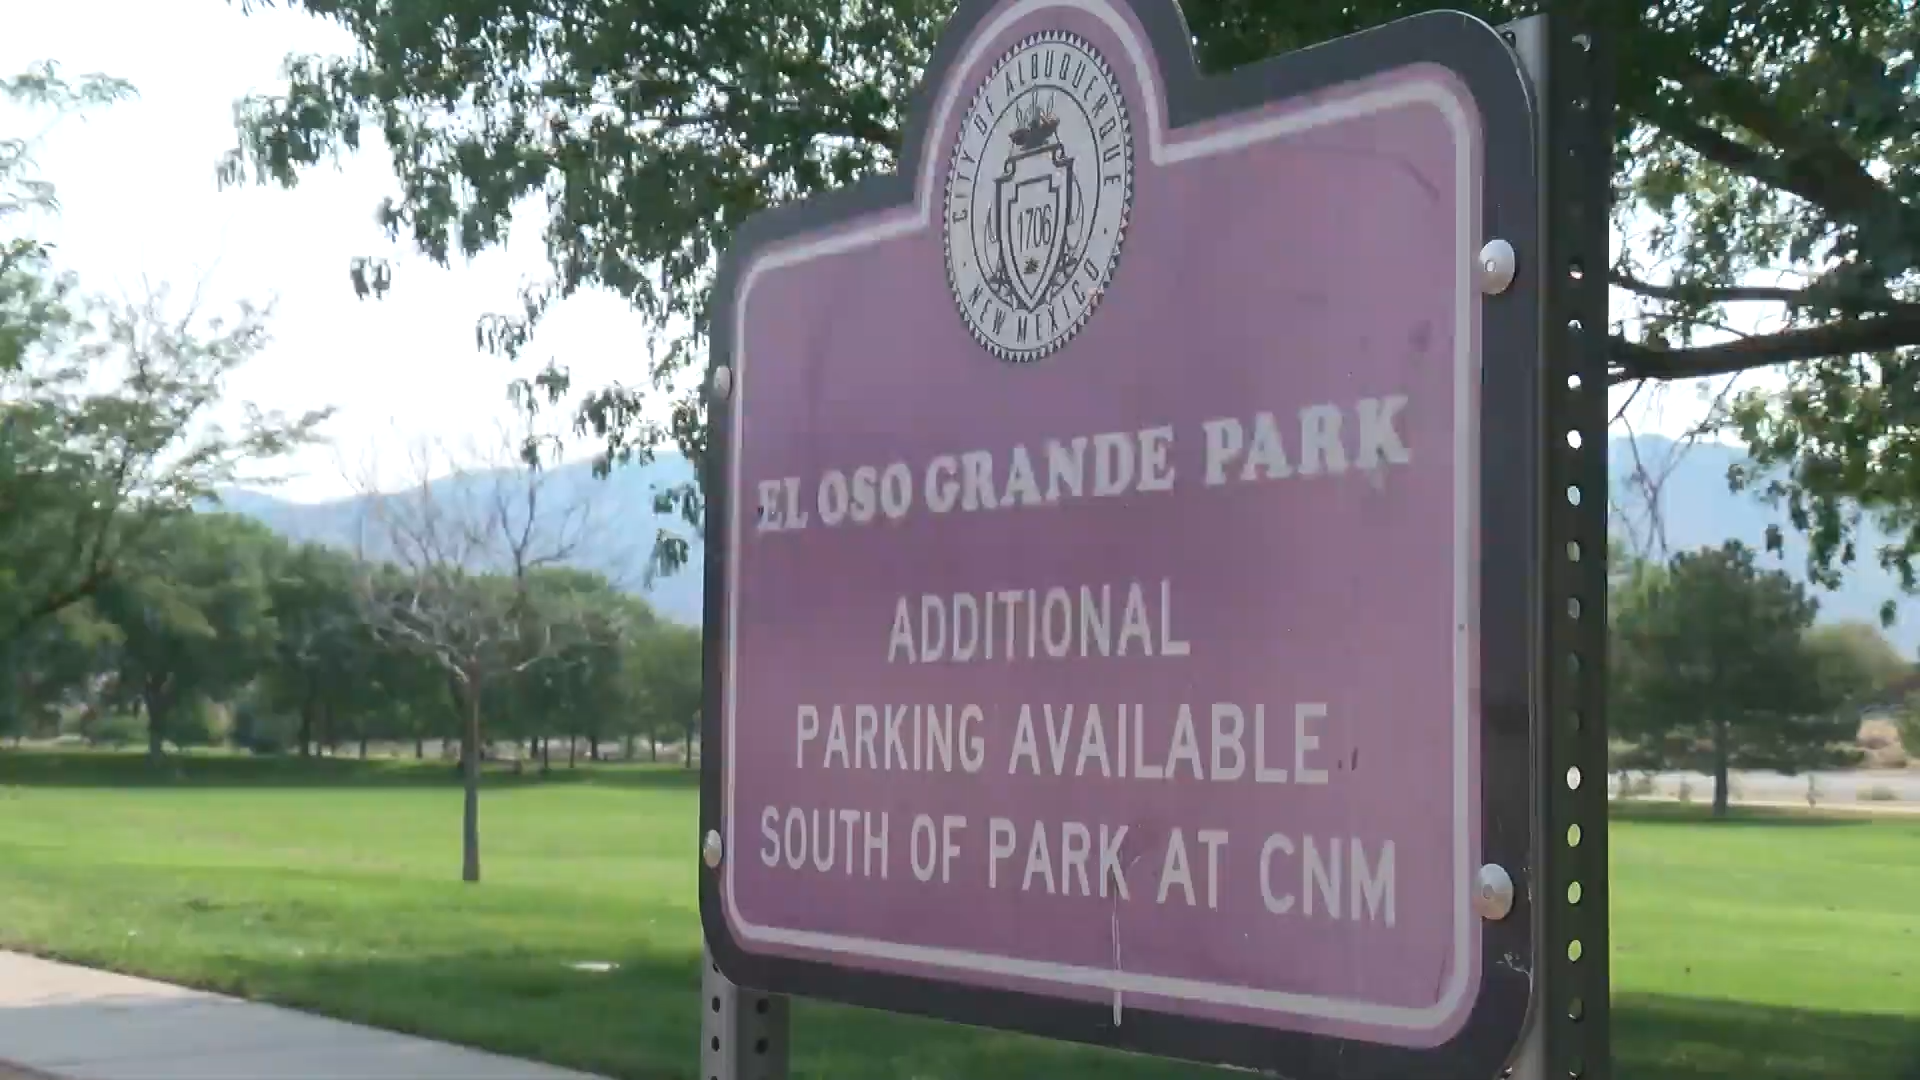 CITY OF ALBUQUERQUE
1706
NEW MEXICO
EL OSO GRANDE PARK
ADDITIONAL
PARKING AVAILABLE
SOUTH OF PARK AT CNM